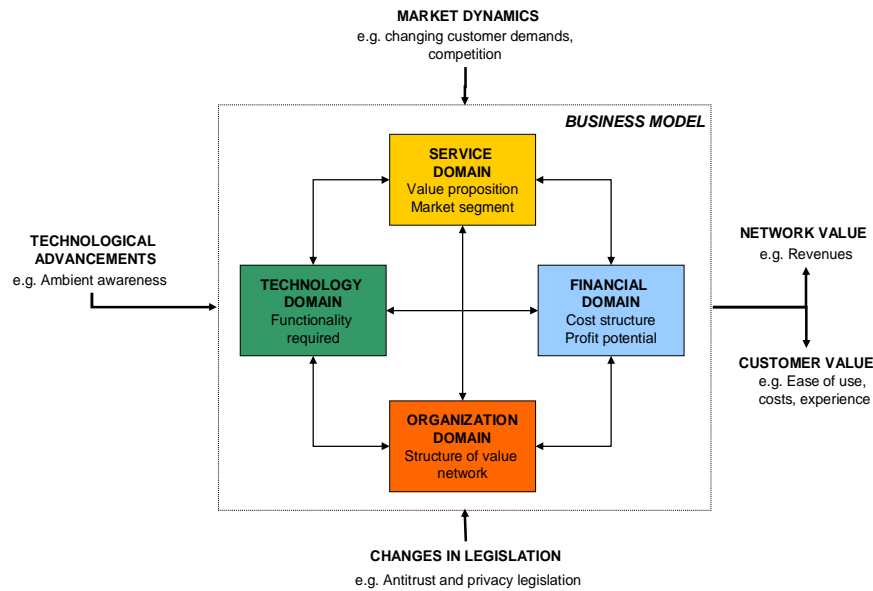 MARKET DYNAMICS
e.g. changing customer demands,
competition
BUSINESS MODEL
SERVICE
DOMAIN
Value proposition
Market segment
TECHNOLOGICAL
ADVANCEMENTS
e.g. Ambient awareness
TECHNOLOGY
DOMAIN
Functionality
required
FINANCIAL
DOMAIN
Cost structure
Profit potential
NETWORK VALUE
e.g. Revenues
CUSTOMER VALUE
e.g. Ease of use,
costs, experience
ORGANIZATION
DOMAIN
Structure of value
network
CHANGES IN LEGISLATION
e.g. Antitrust and privacy legislation